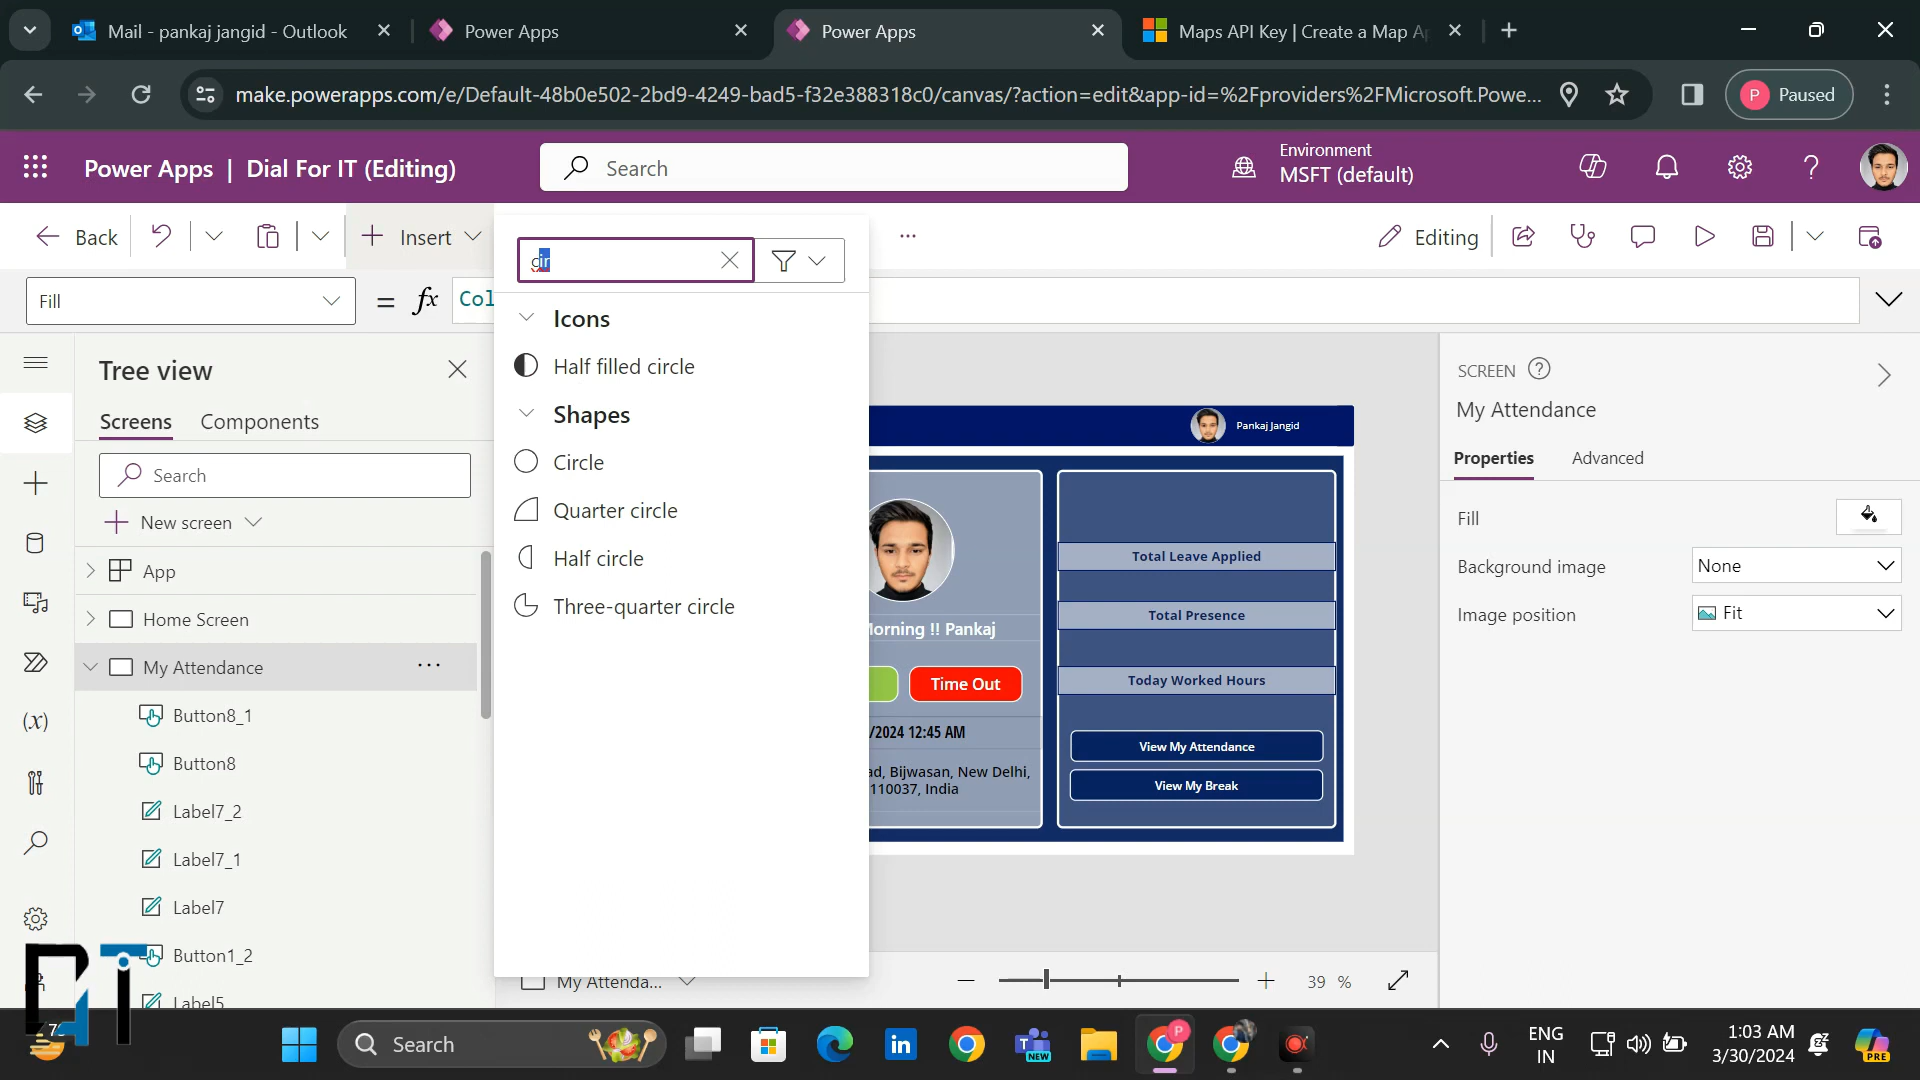 Mail - pankaj jangid - Outlook
Power Apps
Power Apps
Maps API Key | Create a Map Ap
make.powerapps.com/e/Default-48b0e502-2bd9-4249-bad5-f32e388318c0/canvas/?action=edit&app-id=%2Fproviders%2FMicrosoft.Powe...
P
Paused
Power Apps | Dial For IT (Editing)
Search
Environment
MSFT (default)
Back
Insert
Editing
cir
Fill
=
fx
Col
Icons
Half filled circle
Shapes
Circle
Quarter circle
Half circle
Three-quarter circle
Tree view
Screens
Components
Search
New screen
App
Home Screen
My Attendance
Button8_1
Button8
Label7_2
Label7_1
Label7
Button1_2
Label5
Pankaj Jangid
Morning !! Pankaj
Time Out
/2024 12:45 AM
ad, Bijwasan, New Delhi,
110037, India
Total Leave Applied
Total Presence
Today Worked Hours
View My Attendance
View My Break
SCREEN
My Attendance
Properties
Advanced
Fill
Background image
None
Image position
Fit
My Attenda...
39 %
Search
NEW
P
ENG
IN
1:03 AM
3/30/2024
PRE